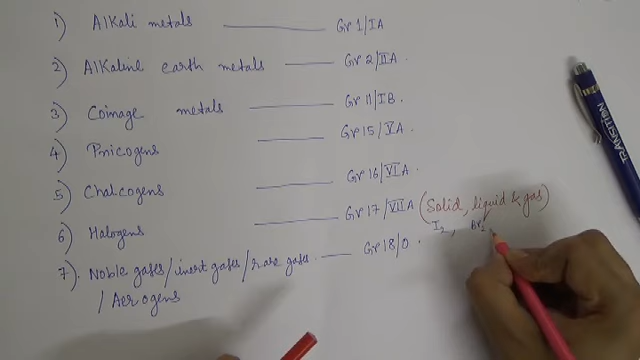 1) Alkali metals ——— Gr 1/IA
2) Alkaline earth metals —— Gr 2/IIA.
3) Coinage metals ——— Gr 11/IB.
4) Pnicogens ——— Gr 15/VA.
5) Chalcogens ——— Gr 16/VIA
6) Halogens ——— Gr 17/VIIA (Solid, liquid & gas)
I2, Br2
7). Noble gases/inert gases/rare gases. —— Gr 18/0.
/Aerogens
TRANSITION